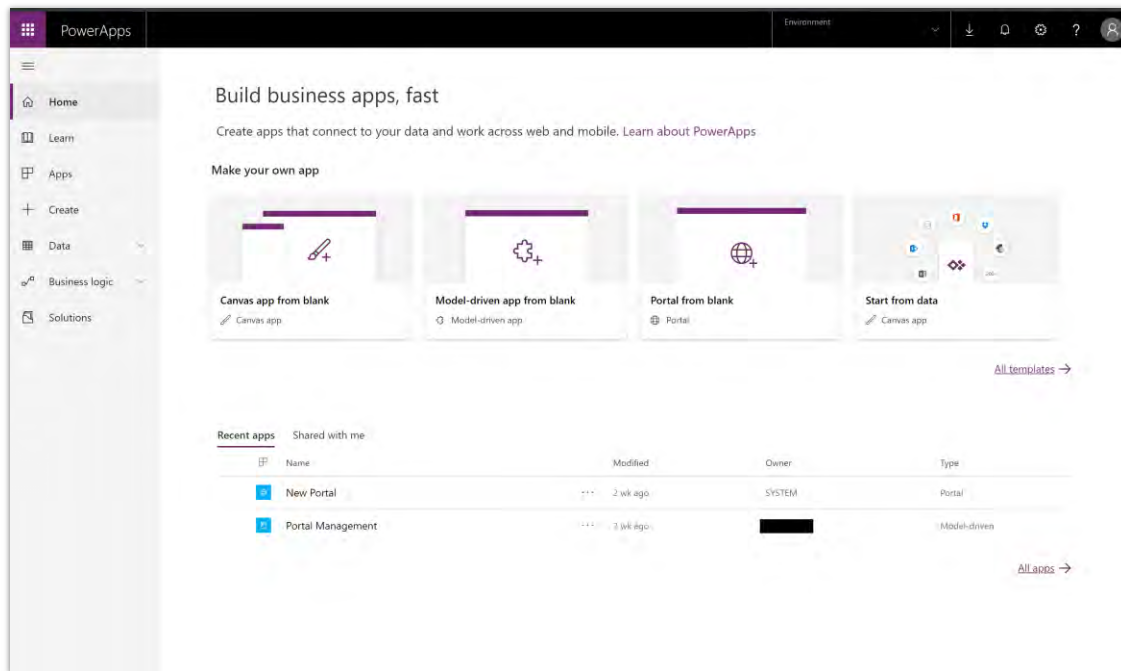 PowerApps
Environment
?
Home
Learn
Apps
Create
Data
Business logic
Solutions
Build business apps, fast
Create apps that connect to your data and work across web and mobile. Learn about PowerApps
Make your own app
Canvas app from blank
Canvas app
Model-driven app from blank
Model-driven app
Portal from blank
Portal
Start from data
Canvas app
All templates →
Recent apps Shared with me
Name Modified Owner Type
New Portal ... 2 wk ago SYSTEM Portal
Portal Management ... wk ago Model-driven
All apps →